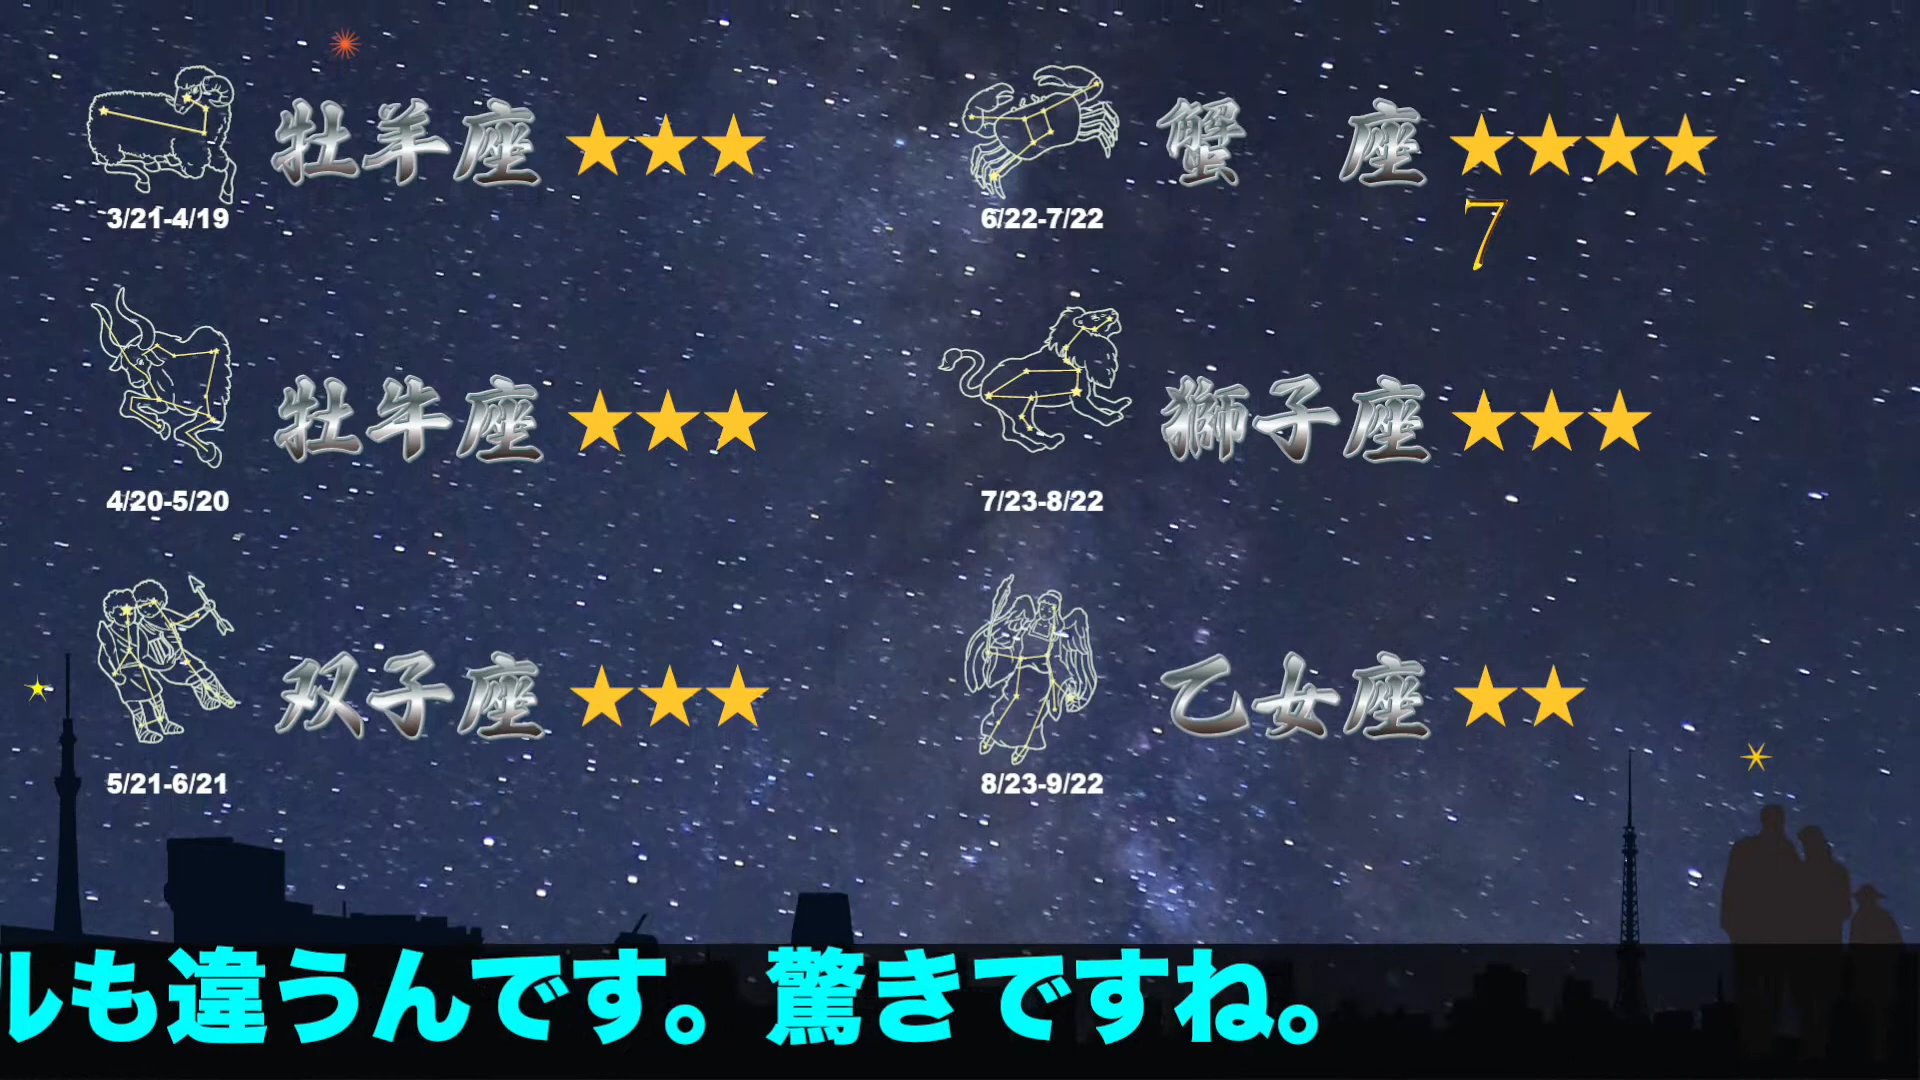 牡羊座 ★★★
3/21-4/19
牡牛座 ★★★
4/20-5/20
双子座 ★★★
5/21-6/21
蟹　座 ★★★★
7
6/22-7/22
獅子座 ★★★
7/23-8/22
乙女座 ★★
8/23-9/22
ルも違うんです。驚きですね。